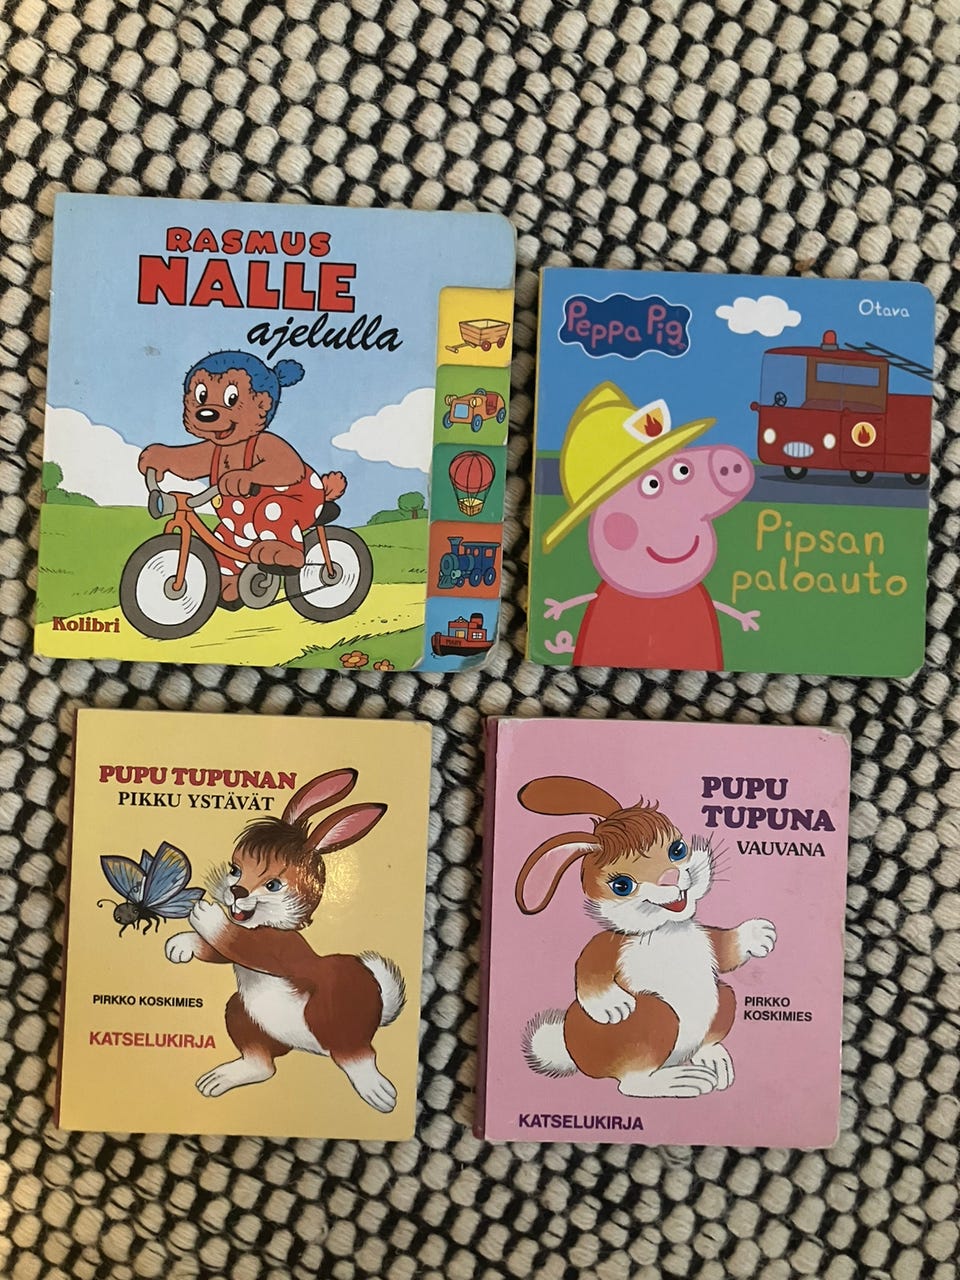 RASMUS
NALLE
ajelulla
Kolibri
Peppa Pig
Otava
Pipsan
paloauto
PUPU TUPUNAN
PIKKU YSTÄVÄT
PIRKKO KOSKIMIES
KATSELUKIRJA
PUPU
TUPUNA
VAUVANA
PIRKKO
KOSKIMIES
KATSELUKIRJA